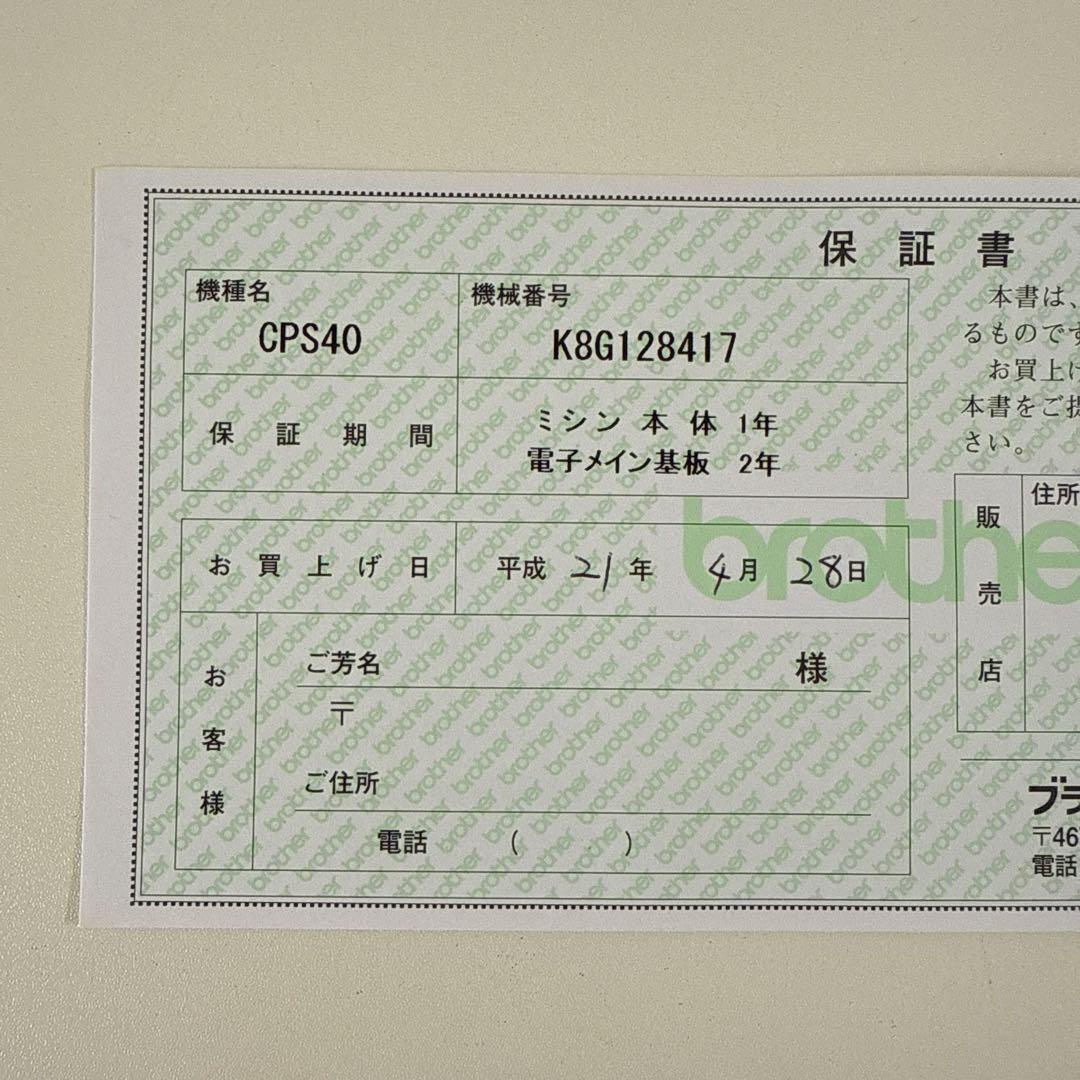 保証書
機種名
CPS40
機械番号
K8G128417
保証期間
ミシン本体 1年
電子メイン基板 2年
お買上げ日
平成 21 年 4月 28日
お客様
ご芳名 様
〒
ご住所
電話 ( )
本書は、
るものです
お買上げ
本書をご提
さい。
販売店
住所
brothe
ブラ
〒46
電話